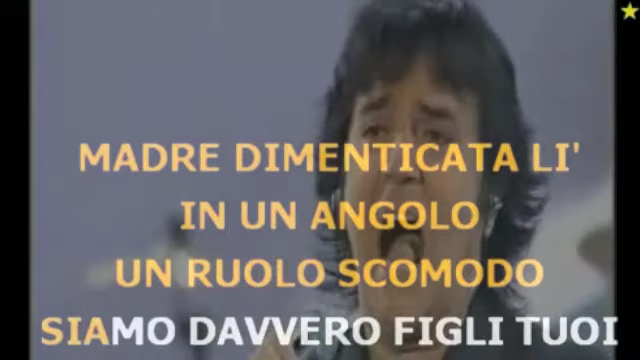 MADRE DIMENTICATA LI'
IN UN ANGOLO
UN RUOLO SCOMODO
SIAMO DAVVERO FIGLI TUOI